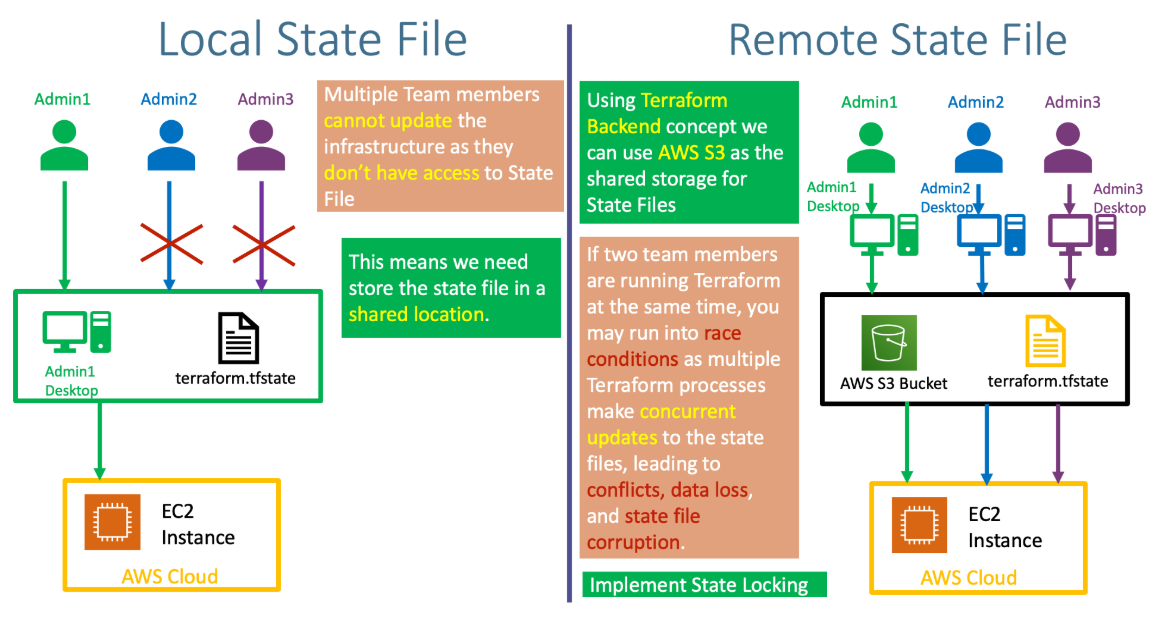 Local State File
Admin1
Admin2
Admin3
Multiple Team members
cannot update the
infrastructure as they
don’t have access to State
File
This means we need
store the state file in a
shared location.
Admin1
Desktop
terraform.tfstate
EC2
Instance
AWS Cloud
Remote State File
Using Terraform
Backend concept we
can use AWS S3 as the
shared storage for
State Files
If two team members
are running Terraform
at the same time, you
may run into race
conditions as multiple
Terraform processes
make concurrent
updates to the state
files, leading to
conflicts, data loss,
and state file
corruption.
Implement State Locking
Admin1
Admin2
Admin3
Admin1
Desktop
Admin2
Desktop
Admin3
Desktop
AWS S3 Bucket
terraform.tfstate
EC2
Instance
AWS Cloud